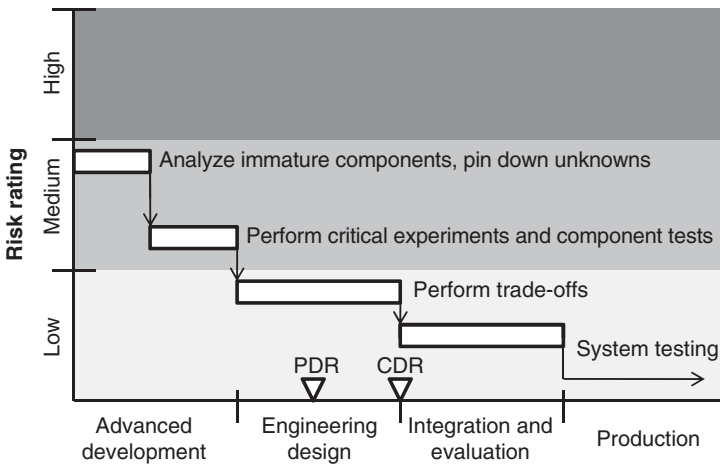 High
Analyze immature components, pin down unknowns
Risk rating
Medium
Perform critical experiments and component tests
Perform trade-offs
Low
System testing
PDR
CDR
Advanced
development
Engineering
design
Integration and
evaluation
Production